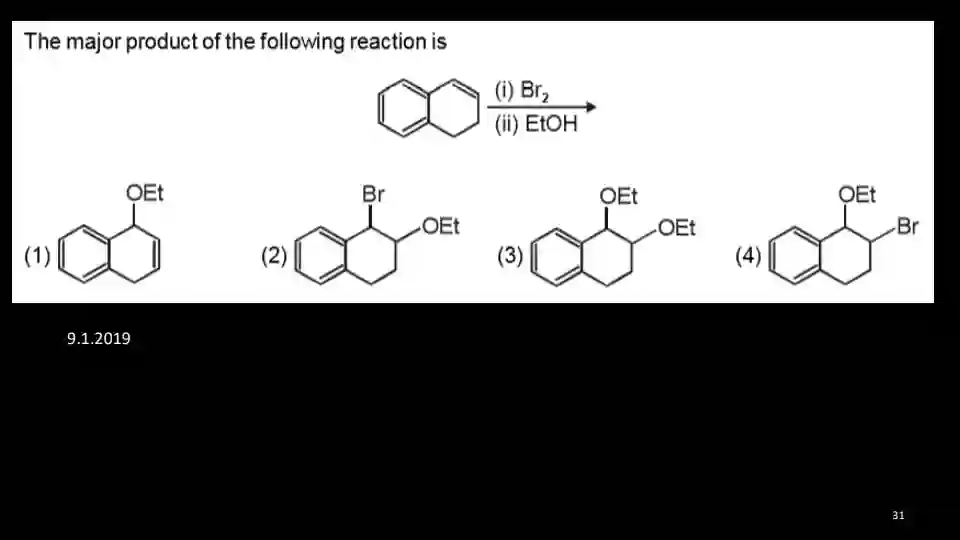 The major product of the following reaction is
(i) Br₂
(ii) EtOH
(1) OEt
(2) Br OEt
(3) OEt OEt
(4) OEt Br
9.1.2019
31